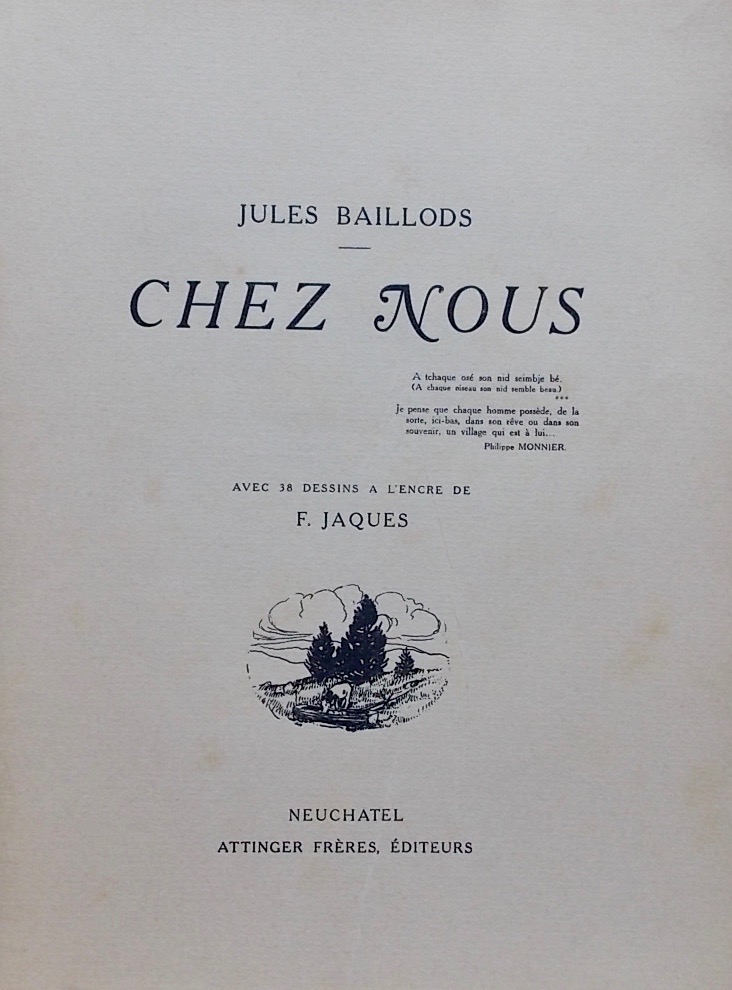 JULES BAILLODS
CHEZ NOUS
A tchaque osé son nid seimbje bé.
(A chaque oiseau son nid semble beau.)
***
Je pense que chaque homme possède, de la
sorte, ici-bas, dans son rêve ou dans son
souvenir, un village qui est à lui...
Philippe MONNIER.
AVEC 38 DESSINS A L'ENCRE DE
F. JAQUES
NEUCHATEL
ATTINGER FRÈRES, ÉDITEURS